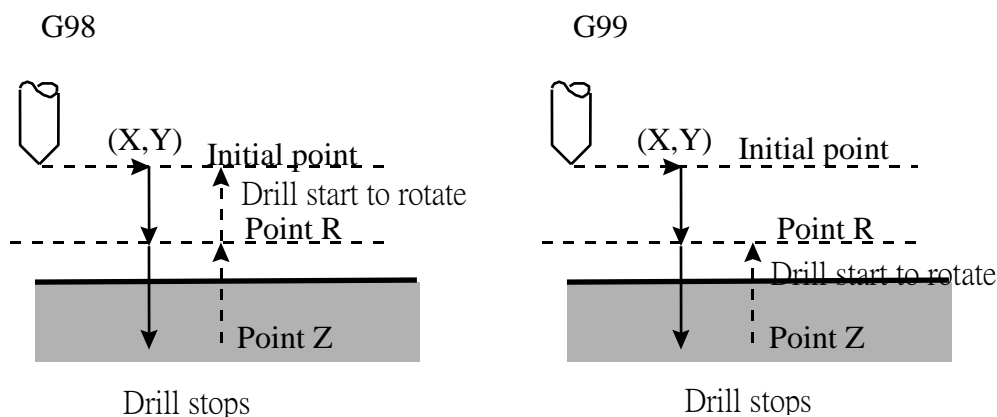 G98
(X,Y)
Initial point
Drill start to rotate
Point R
Point Z
Drill stops
G99
(X,Y)
Initial point
Point R
Drill start to rotate
Point Z
Drill stops